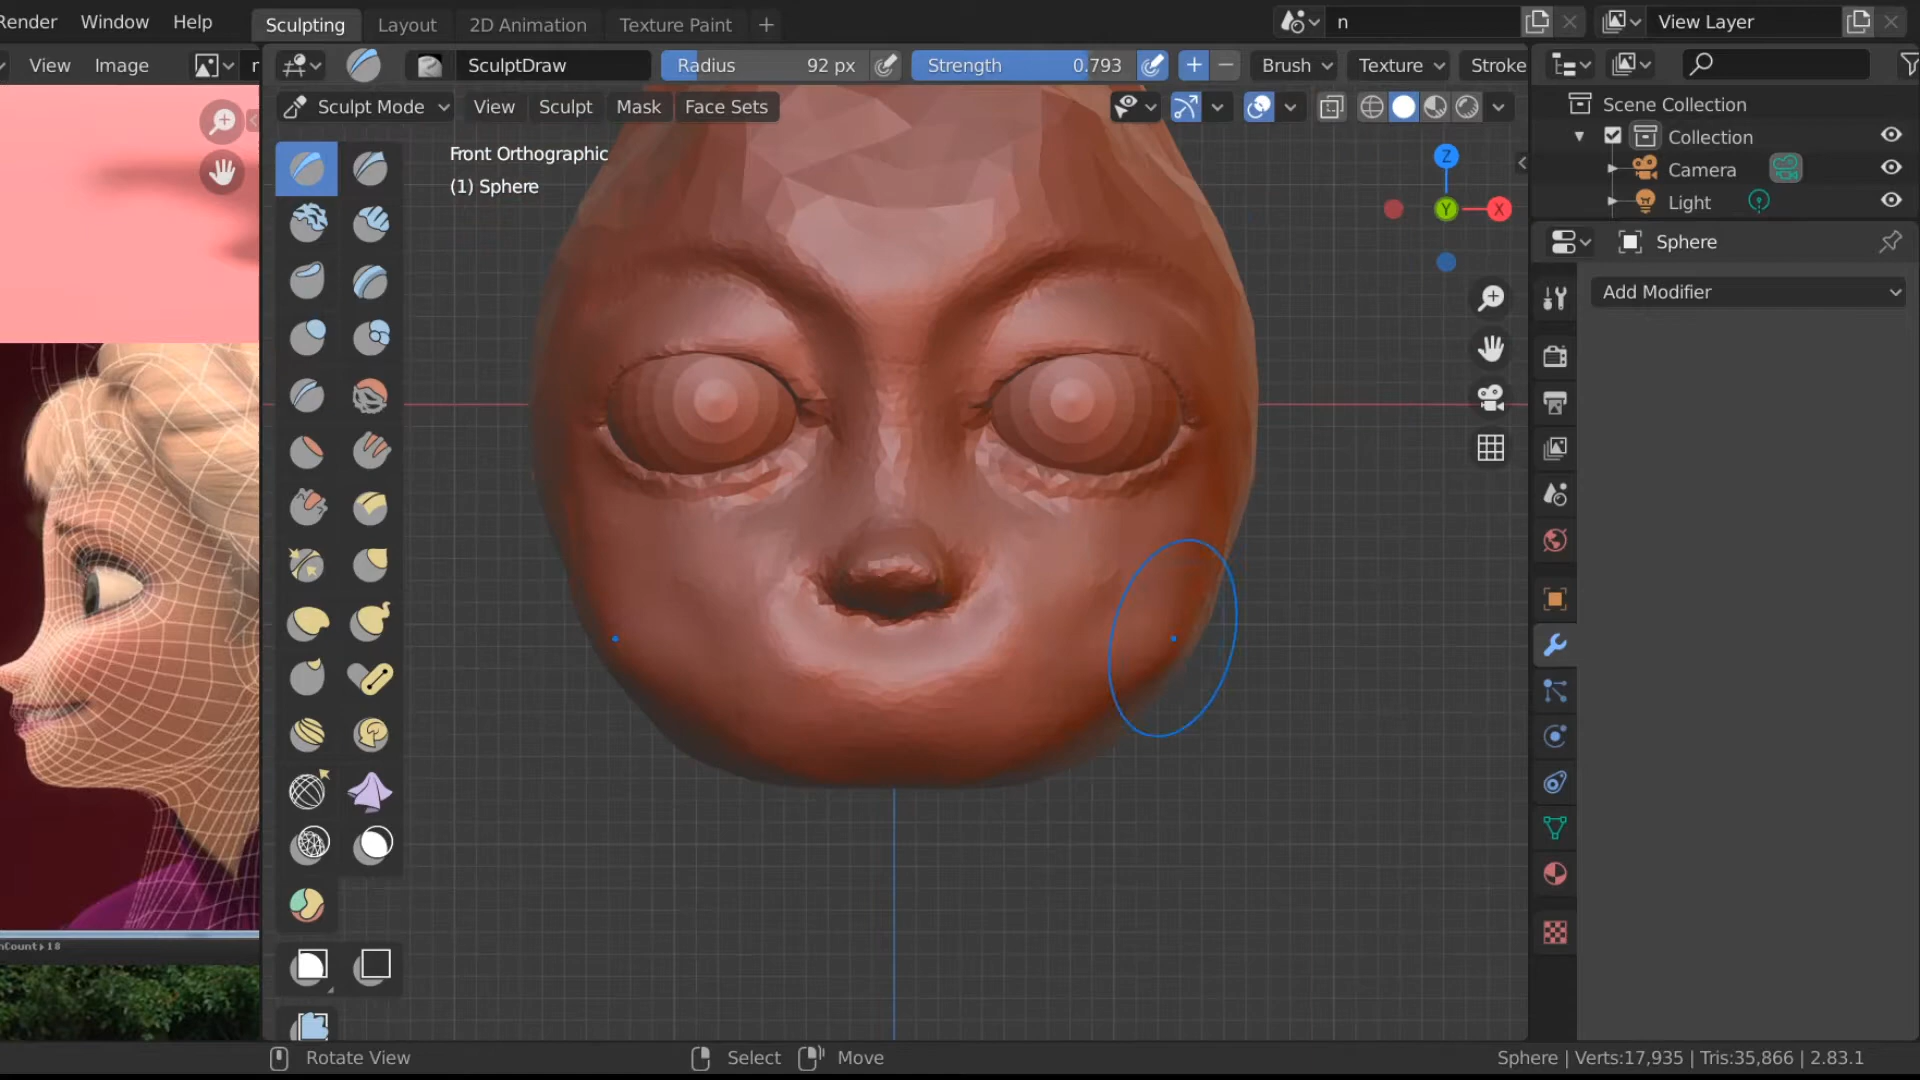 Render Window Help Sculpting Layout 2D Animation Texture Paint + n View Layer
View Image SculptDraw Radius 92 px Strength 0.793 Brush Texture Stroke
Sculpt Mode View Sculpt Mask Face Sets
Front Orthographic
(1) Sphere
Z
Y
X
Scene Collection
Collection
Camera
Light
Sphere
Add Modifier
nCount▸18
Rotate View Select Move Sphere | Verts:17,935 | Tris:35,866 | 2.83.1